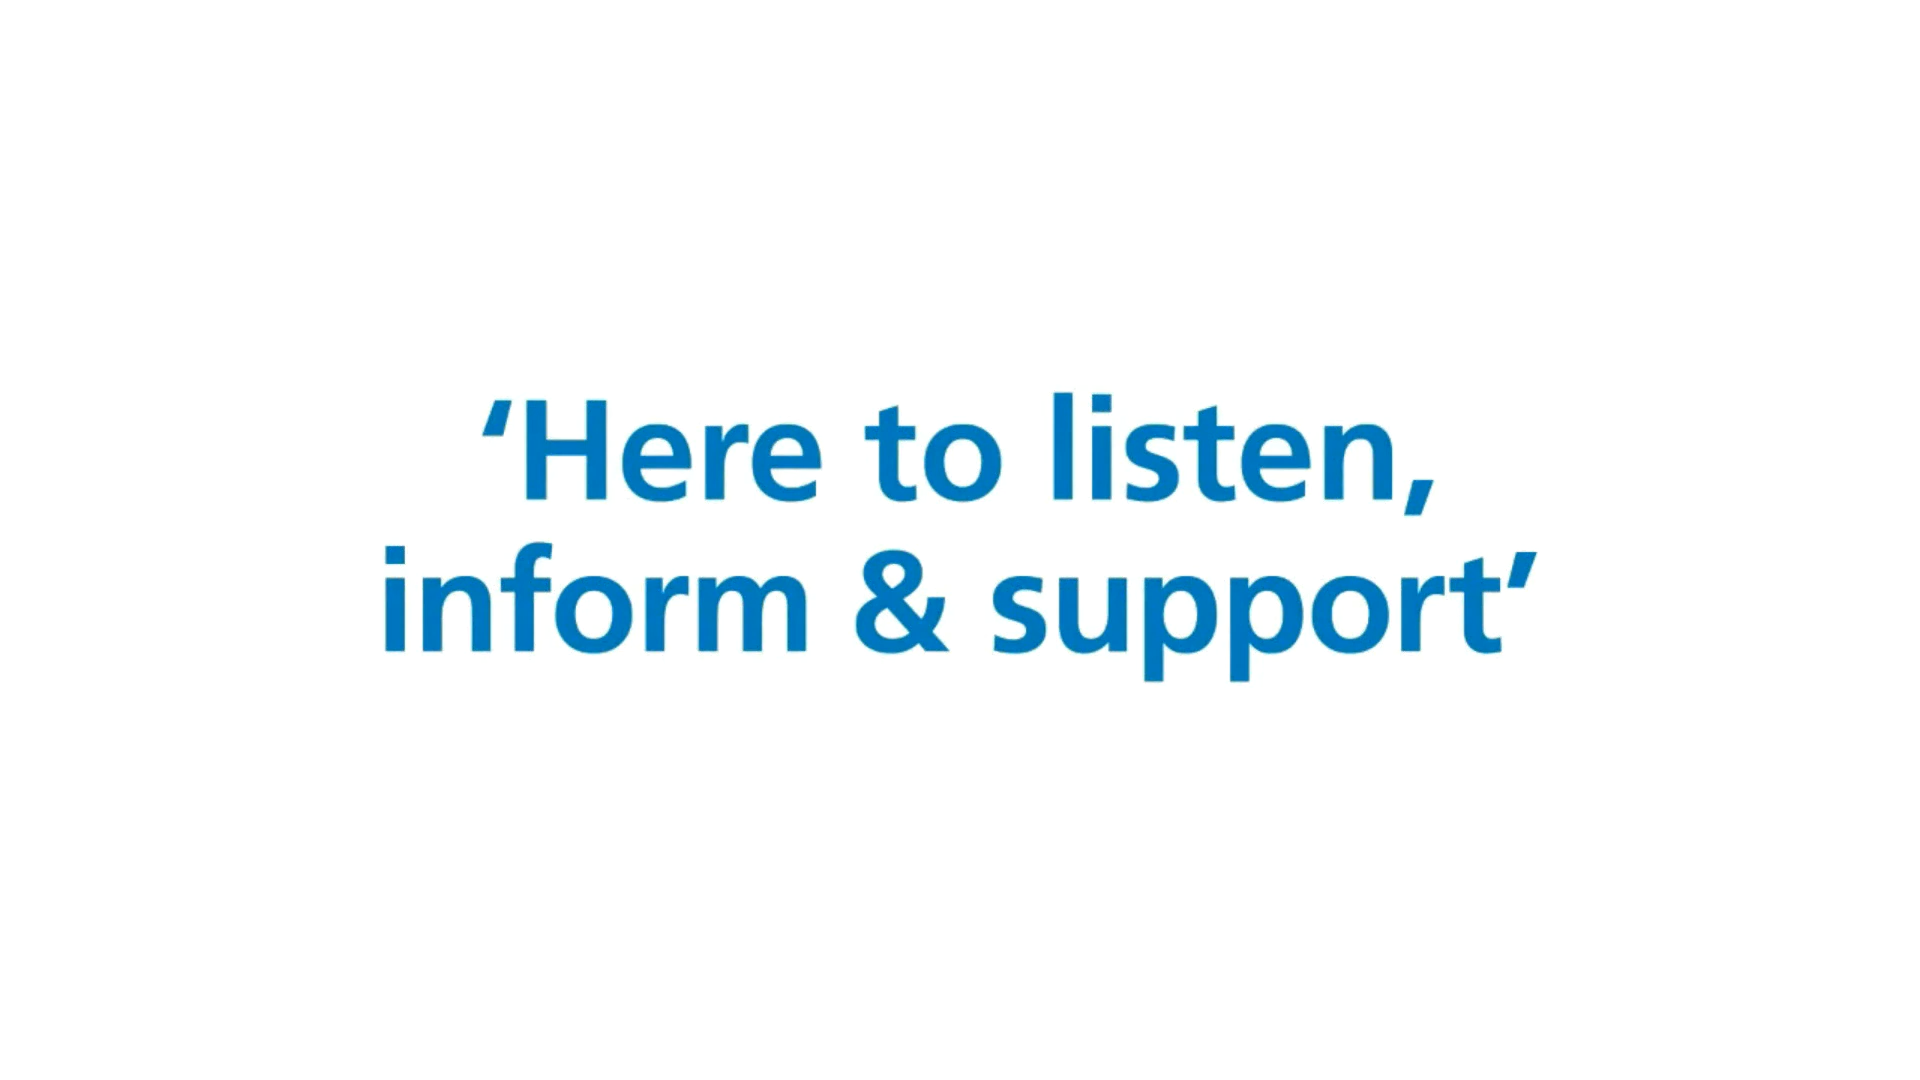 ‘Here to listen,
inform & support’